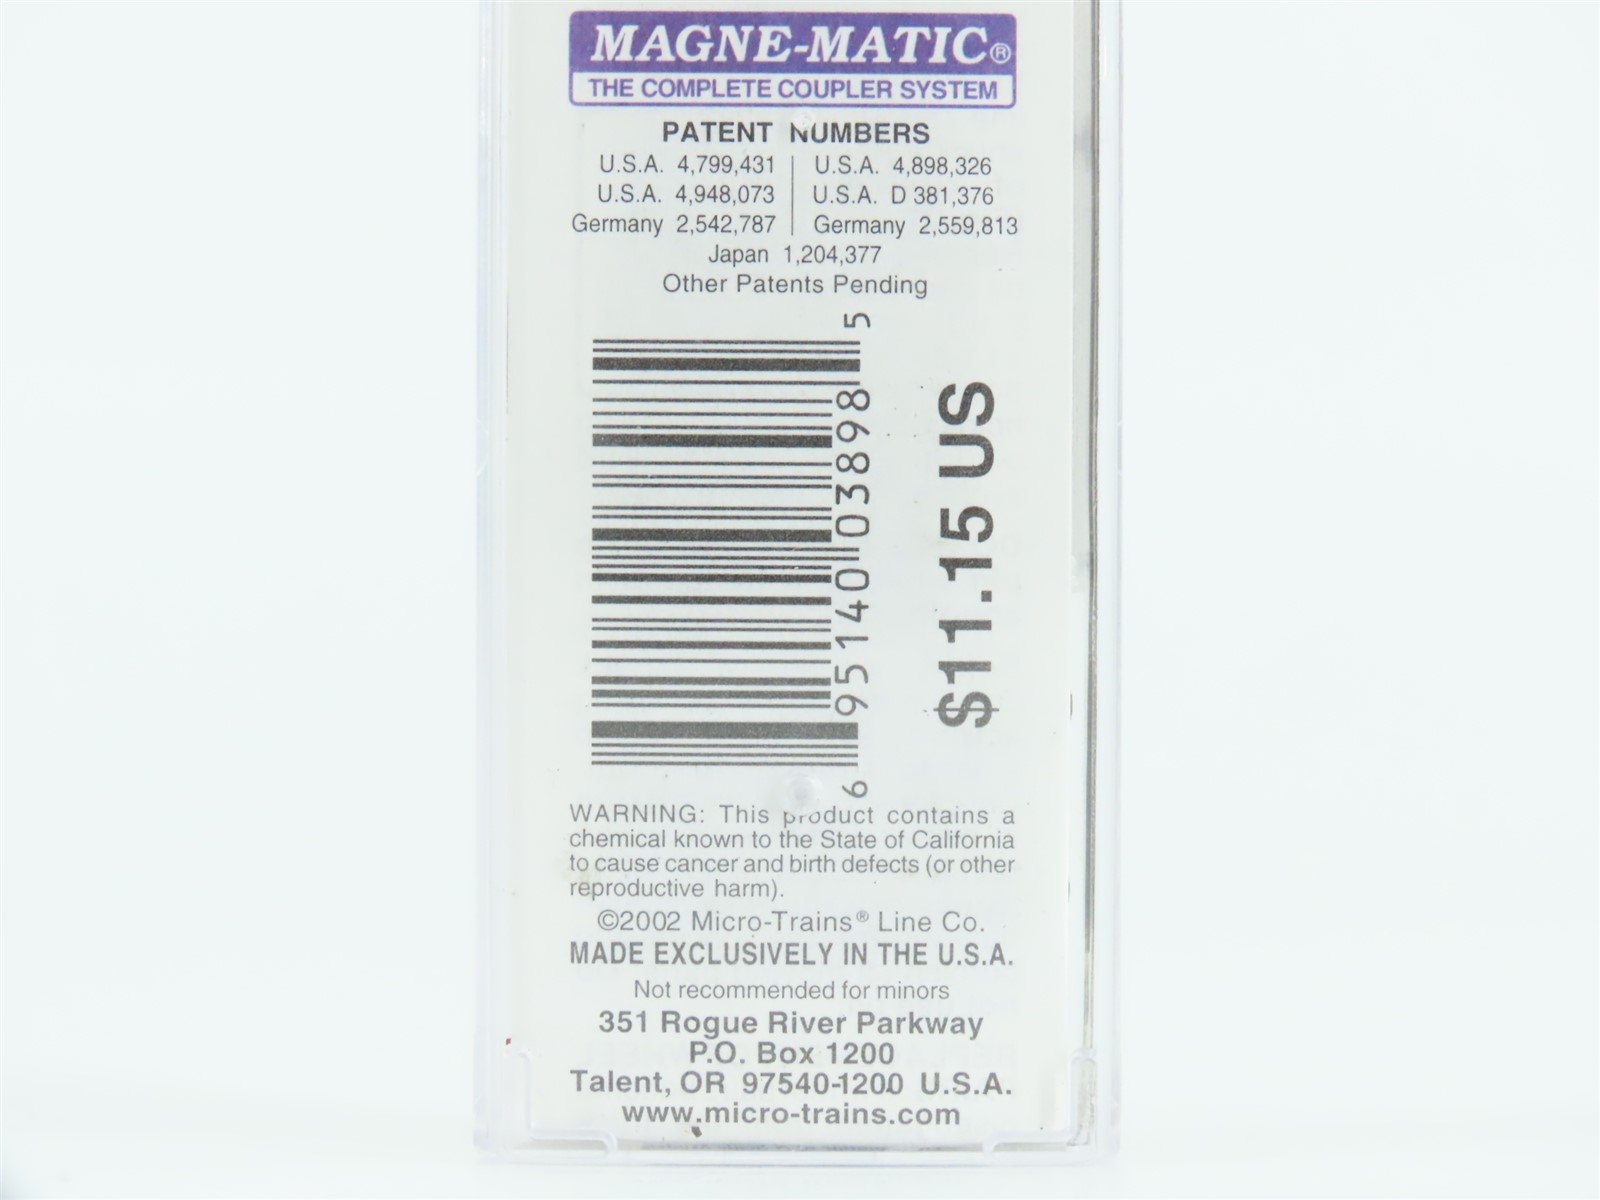 MAGNE-MATIC®
THE COMPLETE COUPLER SYSTEM
PATENT NUMBERS
U.S.A. 4,799,431 | U.S.A. 4,898,326
U.S.A. 4,948,073 | U.S.A. D 381,376
Germany 2,542,787 | Germany 2,559,813
Japan 1,204,377
Other Patents Pending
6 95140 03898 5
$11.15 US
WARNING: This product contains a
chemical known to the State of California
to cause cancer and birth defects (or other
reproductive harm).
©2002 Micro-Trains® Line Co.
MADE EXCLUSIVELY IN THE U.S.A.
Not recommended for minors
351 Rogue River Parkway
P.O. Box 1200
Talent, OR 97540-1200 U.S.A.
www.micro-trains.com